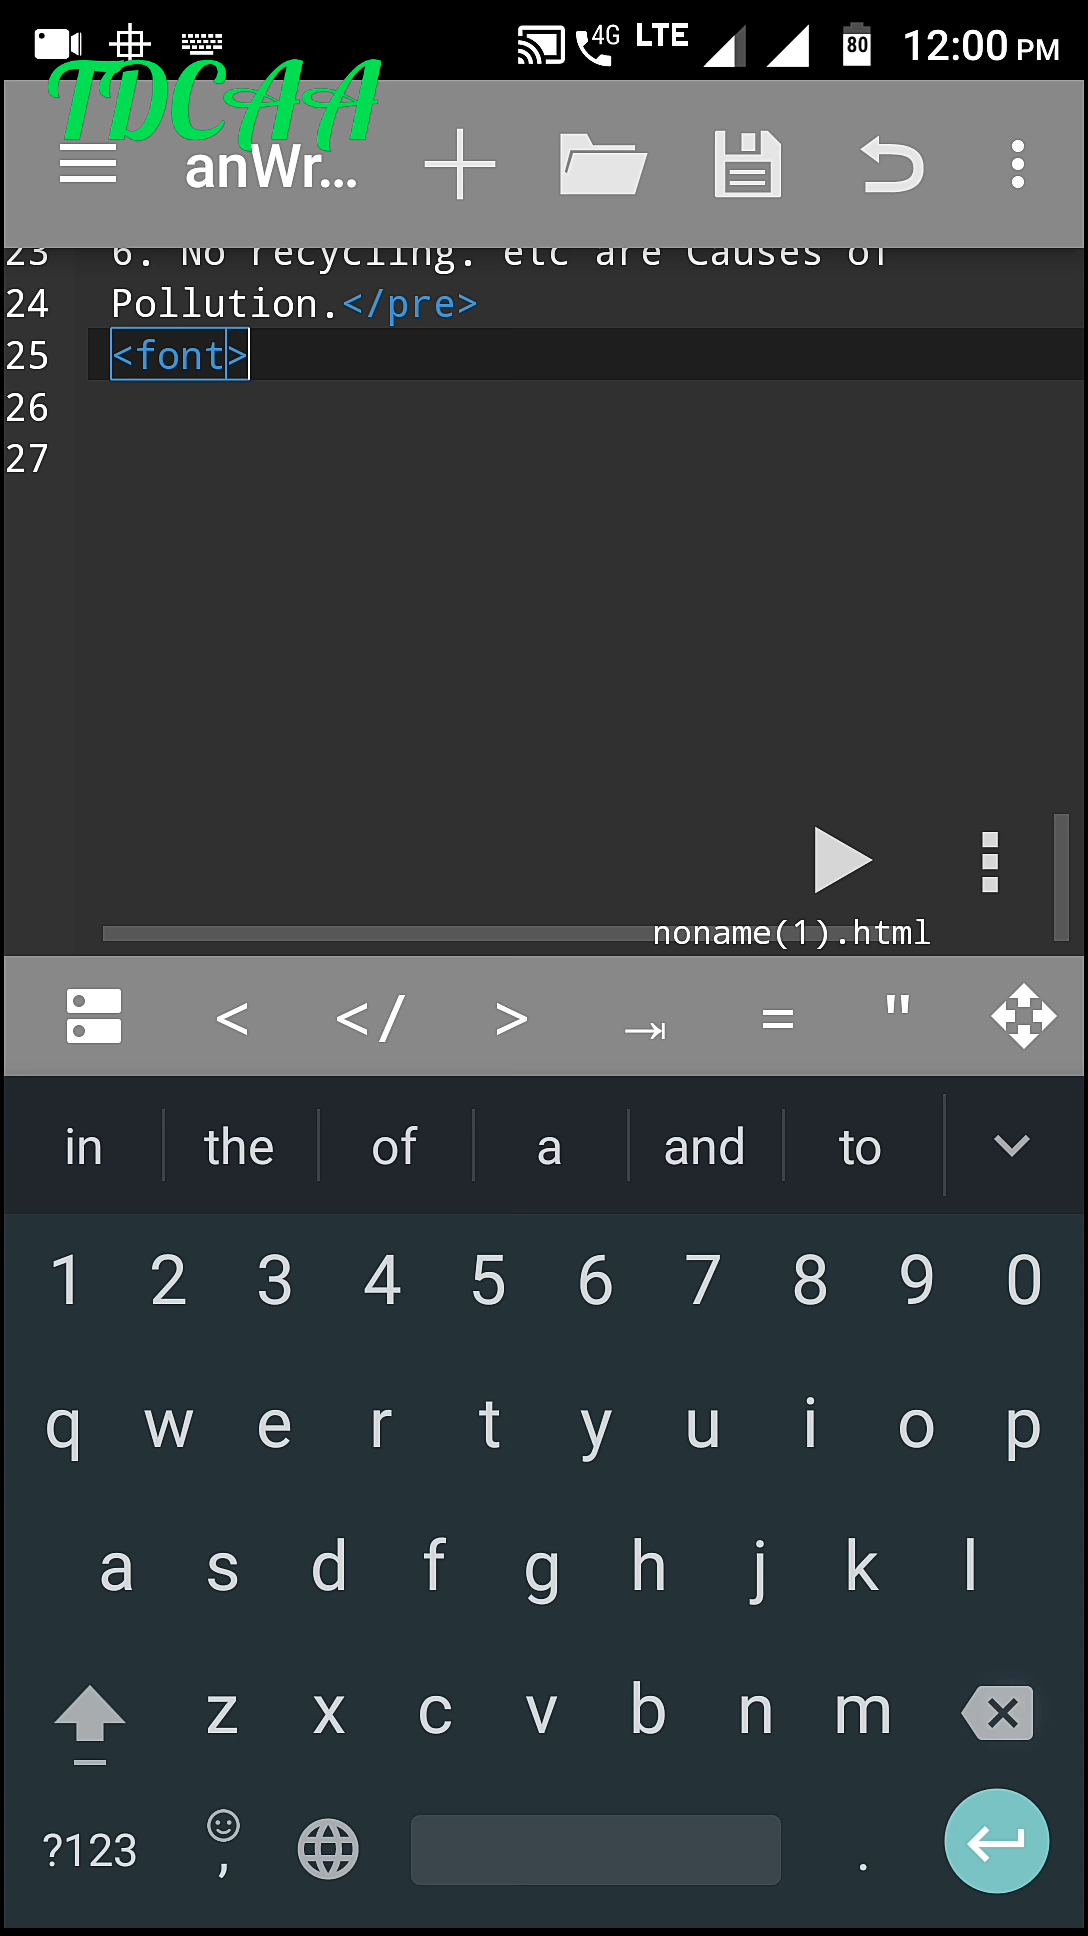 4G LTE 80 12:00 PM
TDCAA
anWr...
23 6. No recycling. etc are Causes of
24 Pollution.</pre>
25 <font>
26
27
noname(1).html
< </ > = "
in the of a and to
1 2 3 4 5 6 7 8 9 0
q w e r t y u i o p
a s d f g h j k l
z x c v b n m
?123 , .